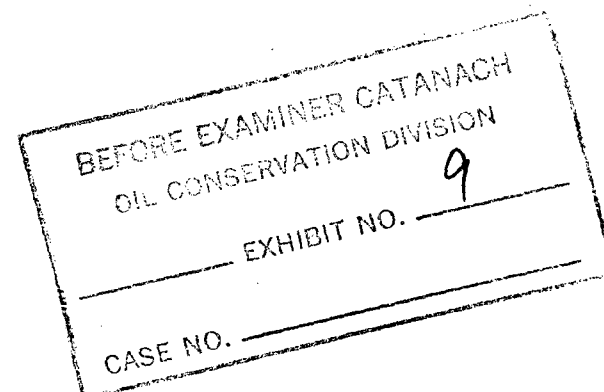 BEFORE EXAMINER CATANACH
OIL CONSERVATION DIVISION
EXHIBIT NO. 9
CASE NO.